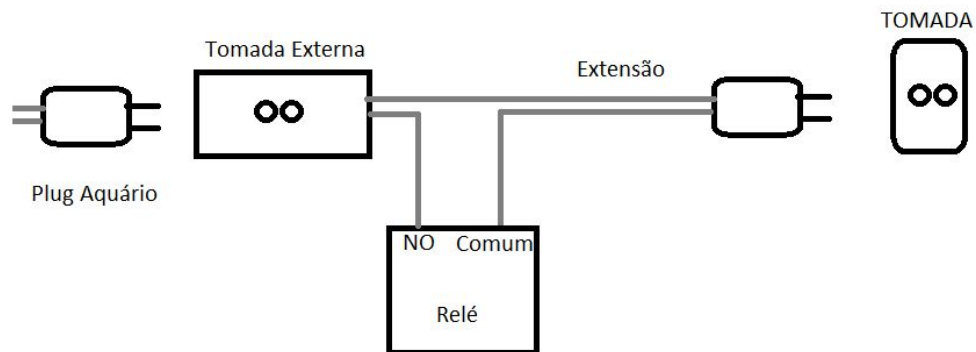 TOMADA
Tomada Externa
Extensão
Plug Aquário
NO Comum
Relé